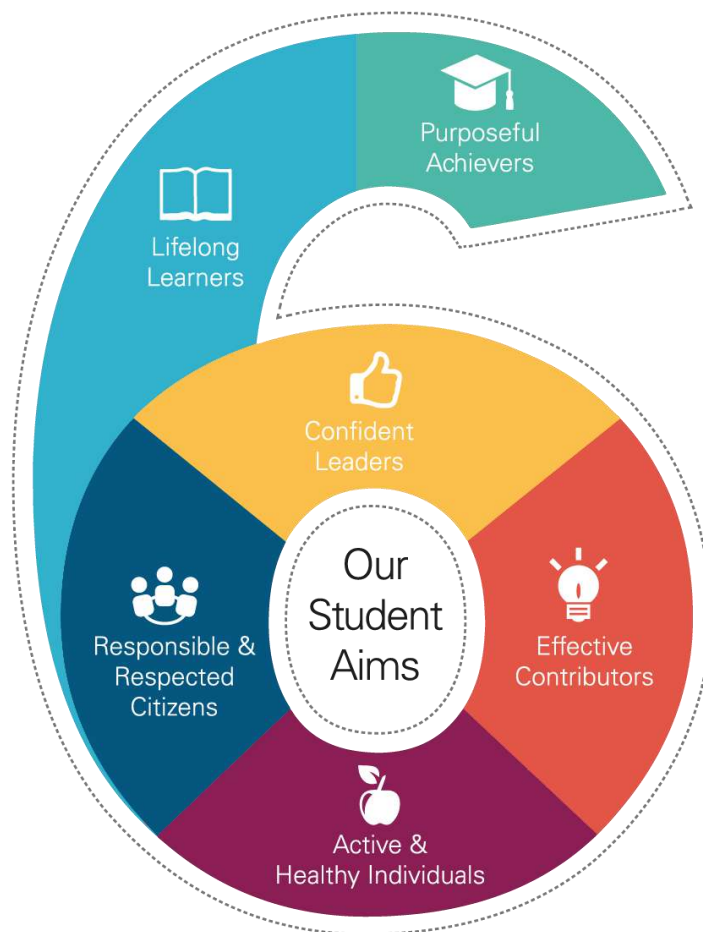 Purposeful
Achievers
Lifelong
Learners
Confident
Leaders
Our
Student
Aims
Responsible &
Respected
Citizens
Effective
Contributors
Active &
Healthy Individuals